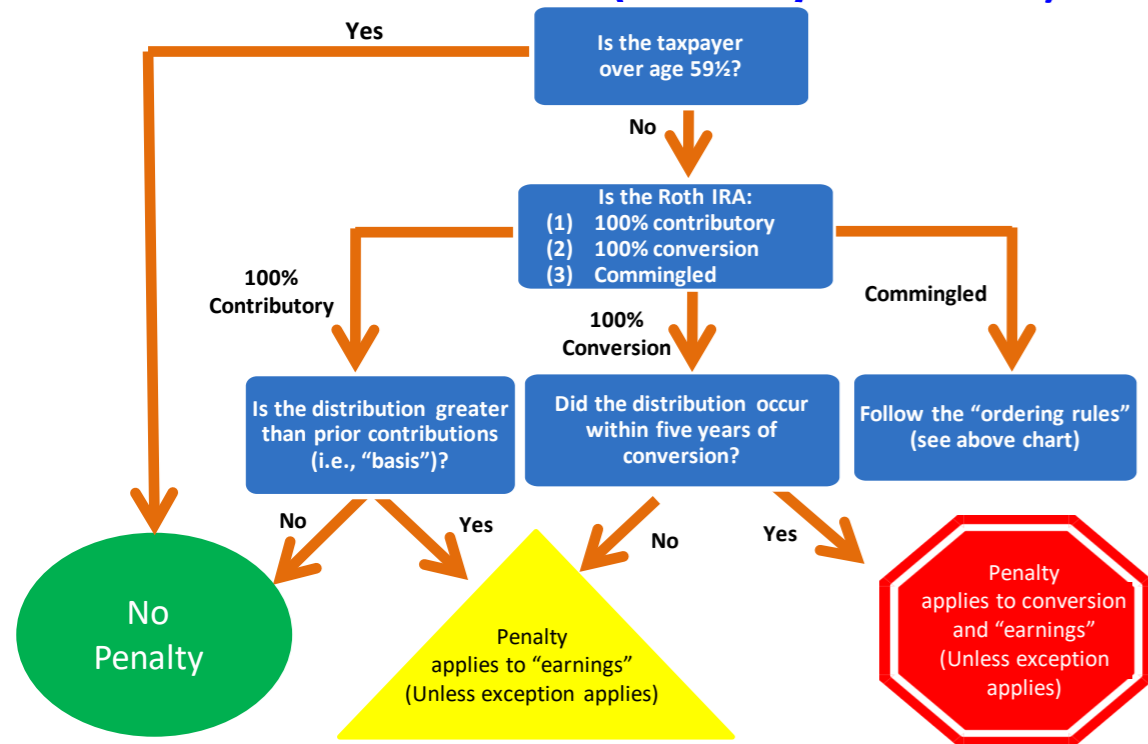 Yes
Is the taxpayer
over age 59½?
No
Is the Roth IRA:
(1) 100% contributory
(2) 100% conversion
(3) Commingled
100%
Contributory
100%
Conversion
Commingled
Is the distribution greater
than prior contributions
(i.e., “basis”)?
Did the distribution occur
within five years of
conversion?
Follow the “ordering rules”
(see above chart)
No
Yes
No
Yes
No
Penalty
Penalty
applies to “earnings”
(Unless exception applies)
Penalty
applies to conversion
and “earnings”
(Unless exception
applies)